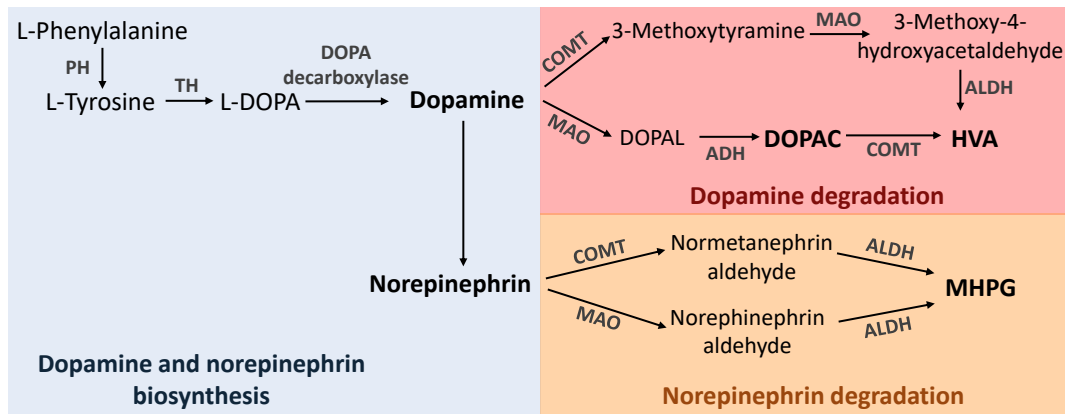 L-Phenylalanine
PH
L-Tyrosine
TH
L-DOPA
DOPA
decarboxylase
Dopamine
Norepinephrin
Dopamine and norepinephrin
biosynthesis
COMT
3-Methoxytyramine
MAO
3-Methoxy-4-
hydroxyacetaldehyde
ALDH
MAO
DOPAL
ADH
DOPAC
COMT
HVA
Dopamine degradation
COMT
Normetanephrin
aldehyde
ALDH
MHPG
MAO
Norephinephrin
aldehyde
ALDH
Norepinephrin degradation